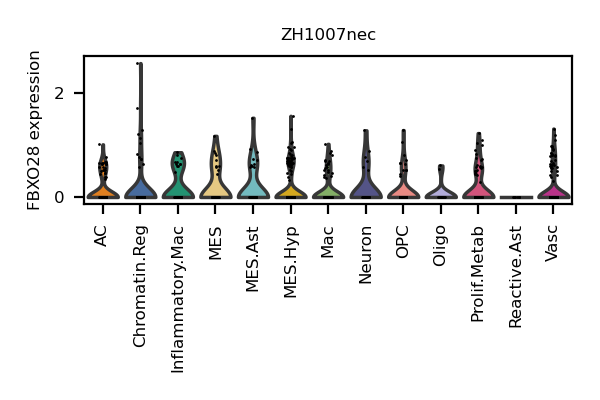 ZH1007nec
FBXO28 expression
2
0
AC
Chromatin.Reg
Inflammatory.Mac
MES
MES.Ast
MES.Hyp
Mac
Neuron
OPC
Oligo
Prolif.Metab
Reactive.Ast
Vasc